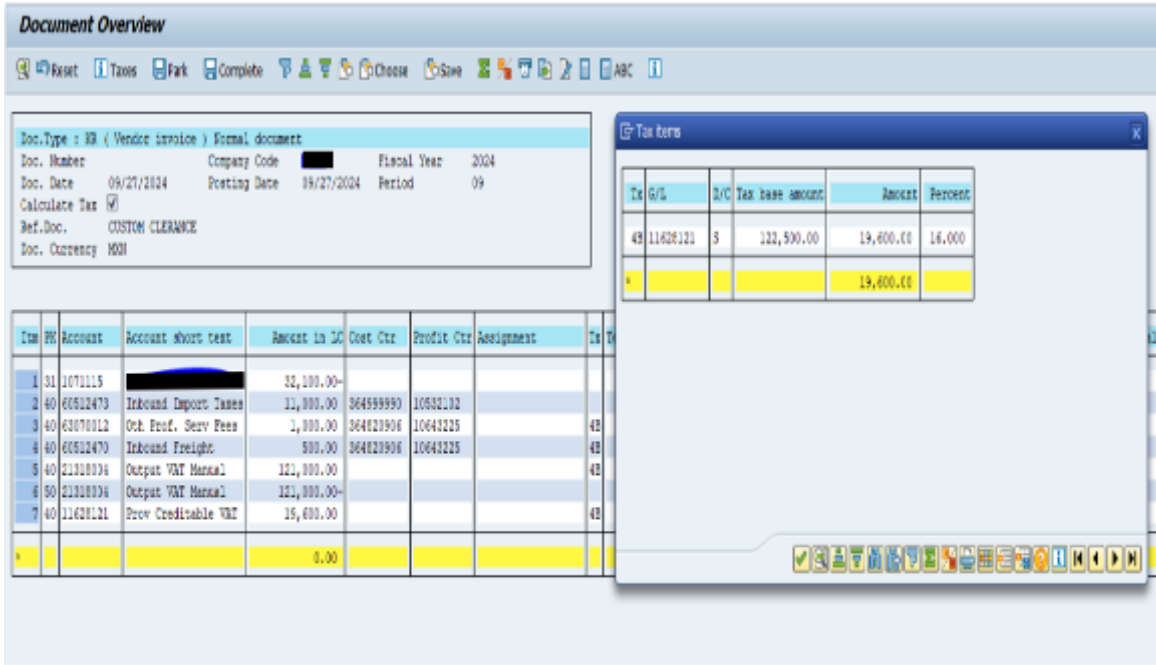 Document Overview
Reset Taxes Park Complete Choose Save ABC
Doc.Type : KR ( Vendor invoice ) Normal document
Doc. Number Company Code Fiscal Year 2024
Doc. Date 09/27/2024 Posting Date 09/27/2024 Period 09
Calculate Tax
Ref.Doc. CUSTOM CLERANCE
Doc. Currency MXN
Itm PK Account Account short text Amount in LC Cost Ctr Profit Ctr Assignment Tx
1 31 1071115 32,100.00-
2 40 60512473 Inbound Import Taxes 11,000.00 364599990 10532102
3 40 63070012 Oth Prof. Serv Fees 1,000.00 364820906 10643225 4B
4 40 60512470 Inbound Freight 500.00 364820906 10643225 4B
5 40 21318004 Output VAT Manual 121,000.00 4B
6 50 21318004 Output VAT Manual 121,000.00-
7 40 11628121 Prov Creditable VAT 19,600.00 4B
* 0.00
Tax items
Tx G/L D/C Tax base amount Amount Percent
4B 11628121 S 122,500.00 19,600.00 16.000
* 19,600.00